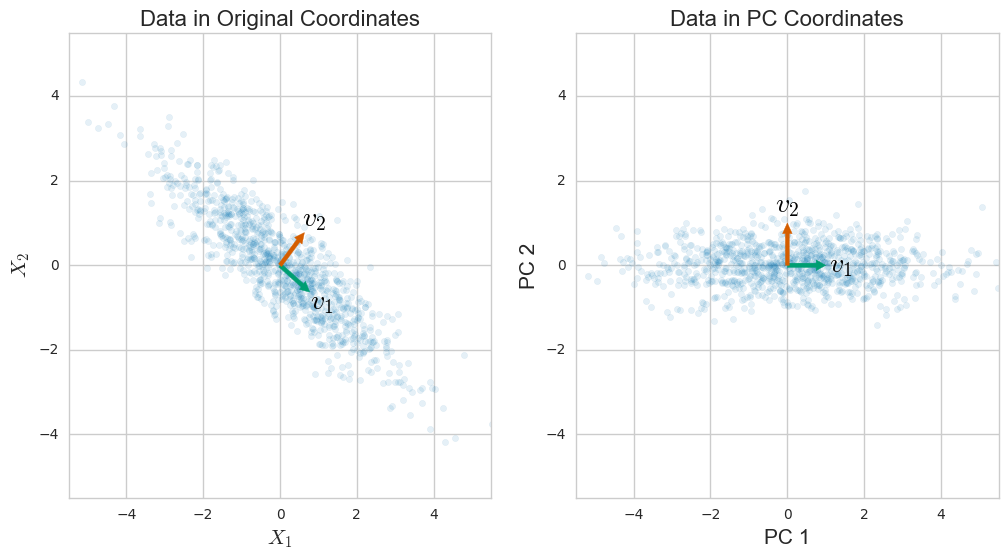 Data in Original Coordinates
4
2
0
−2
−4
X₂
v₂
v₁
−4 −2 0 2 4
X₁
Data in PC Coordinates
4
2
0
−2
−4
PC 2
v₂
v₁
−4 −2 0 2 4
PC 1